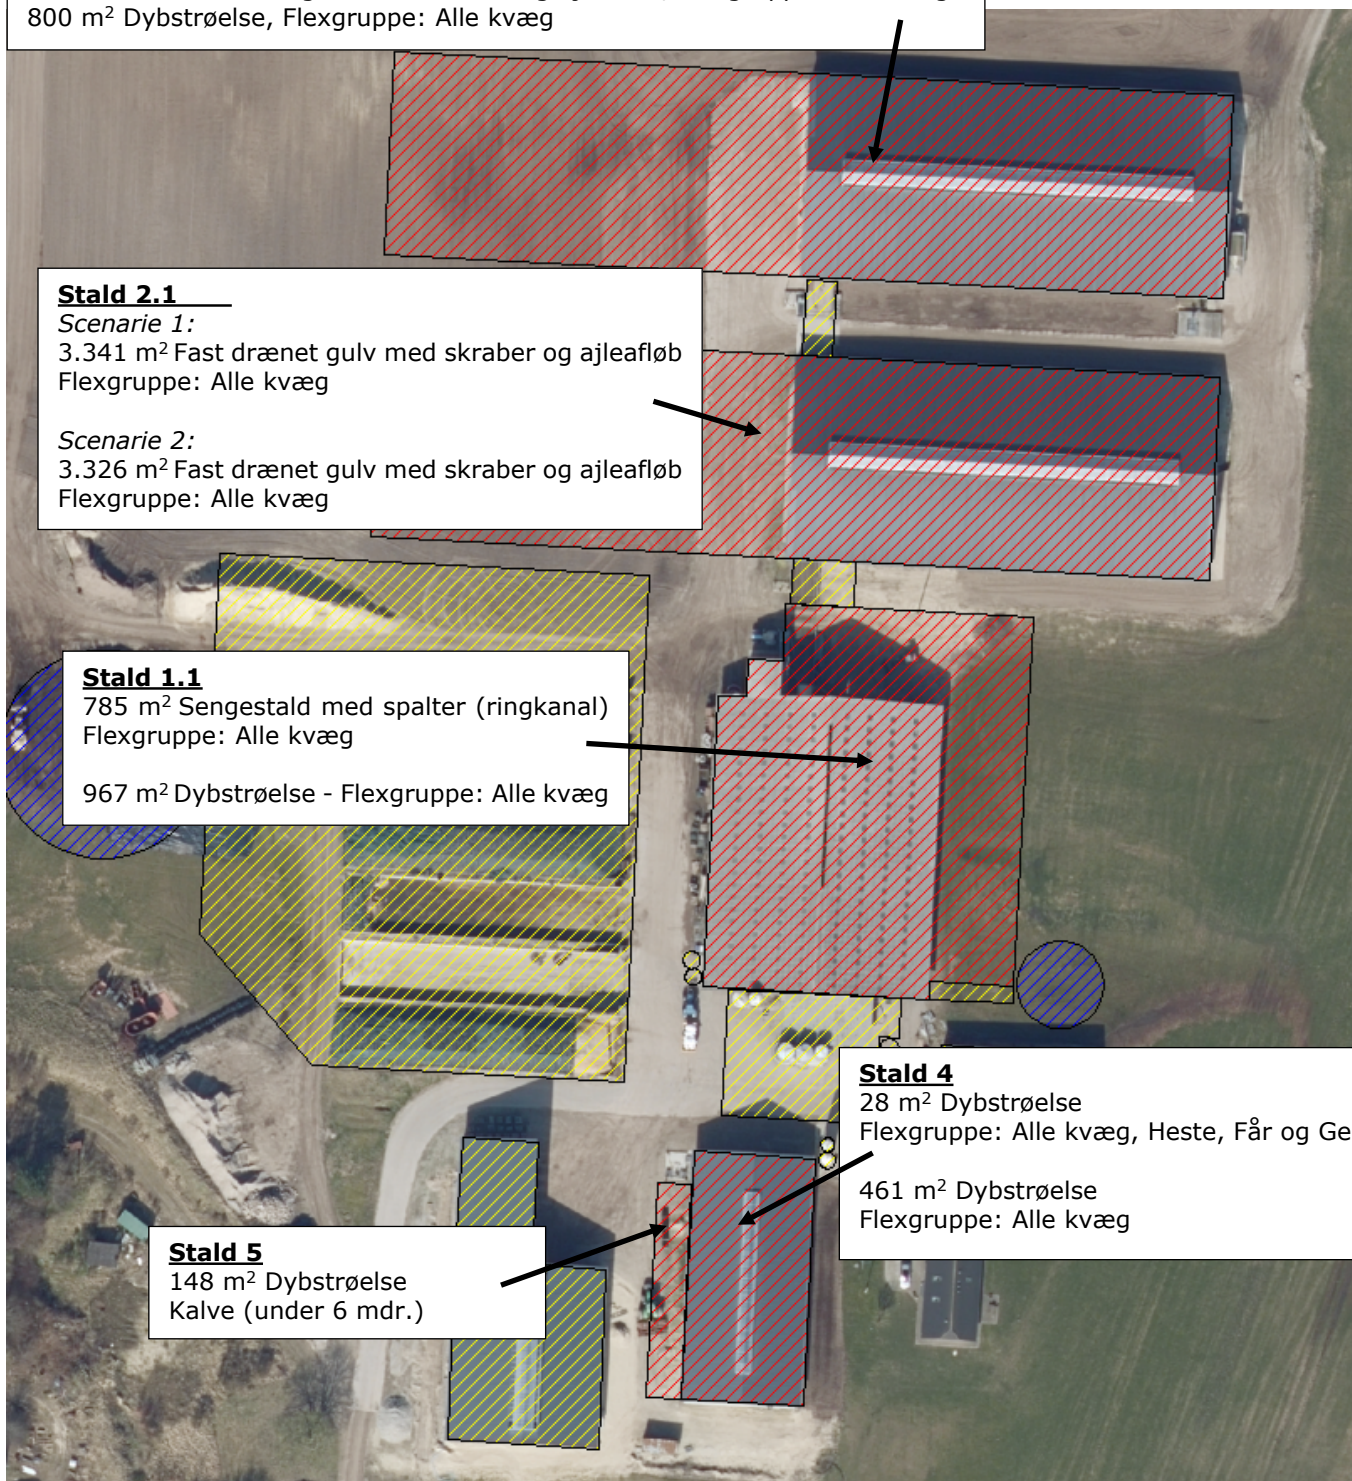 800 m² Dybstrøelse, Flexgruppe: Alle kvæg
Stald 2.1
Scenarie 1:
3.341 m² Fast drænet gulv med skraber og ajleafløb
Flexgruppe: Alle kvæg
Scenarie 2:
3.326 m² Fast drænet gulv med skraber og ajleafløb
Flexgruppe: Alle kvæg
Stald 1.1
785 m² Sengestald med spalter (ringkanal)
Flexgruppe: Alle kvæg
967 m² Dybstrøelse - Flexgruppe: Alle kvæg
Stald 4
28 m² Dybstrøelse
Flexgruppe: Alle kvæg, Heste, Får og Ge
461 m² Dybstrøelse
Flexgruppe: Alle kvæg
Stald 5
148 m² Dybstrøelse
Kalve (under 6 mdr.)